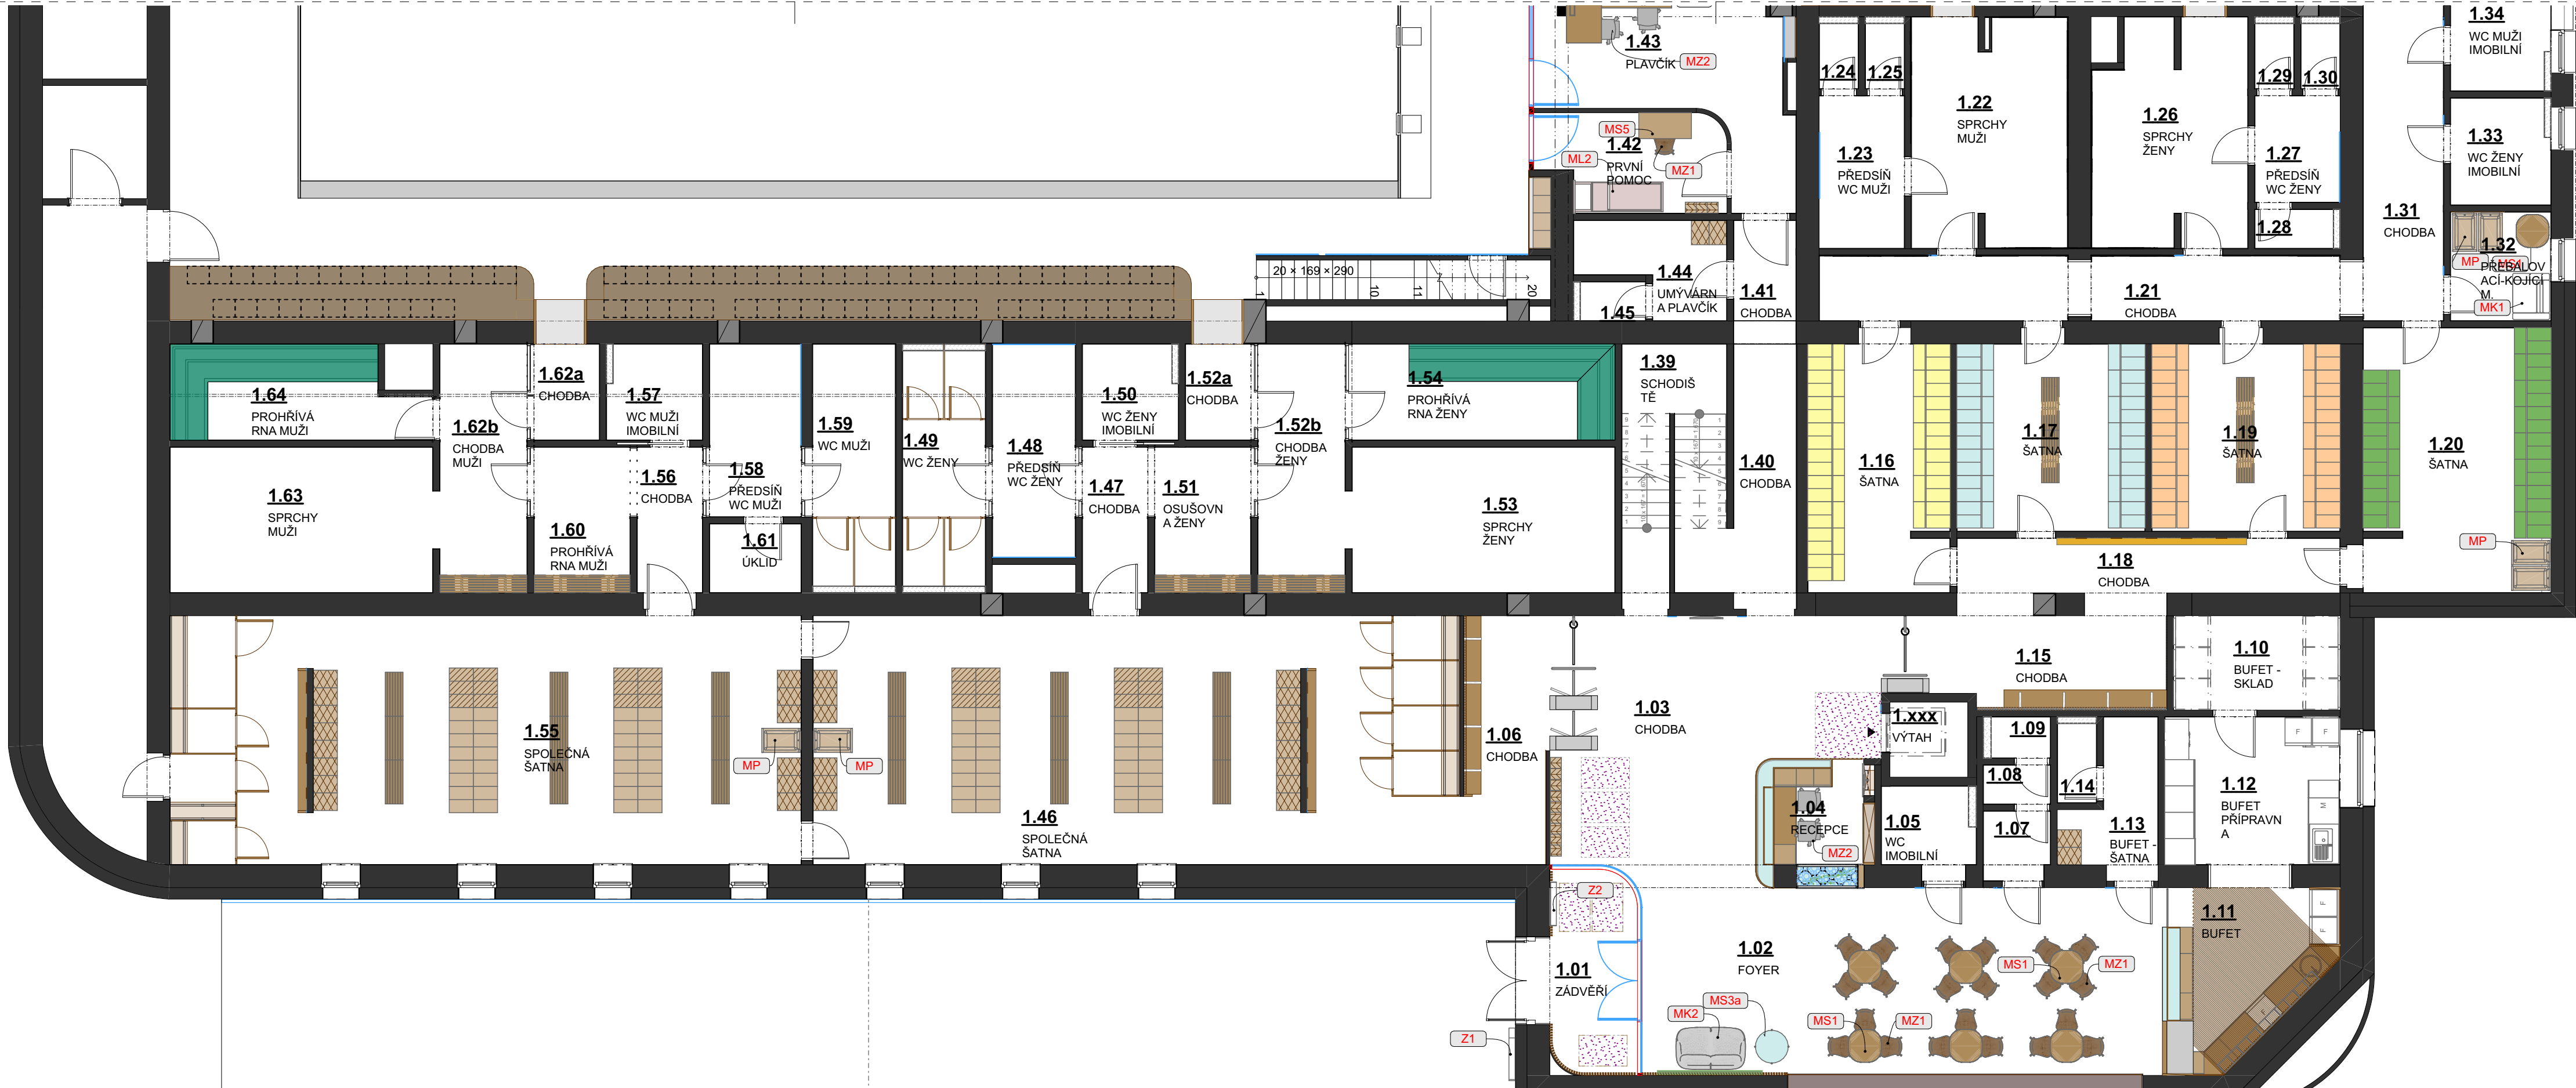 1.34
WC MUŽI
IMOBILNÍ
1.43
PLAVČÍK
MZ2
1.24
1.25
1.29
1.30
1.22
SPRCHY
MUŽI
1.26
SPRCHY
ŽENY
1.33
WC ŽENY
IMOBILNÍ
MS5
1.42
PRVNÍ
POMOC
ML2
MZ1
1.23
PŘEDSÍŇ
WC MUŽI
1.27
PŘEDSÍŇ
WC ŽENY
1.28
1.31
CHODBA
1.32
PŘEBALOV
ACÍ-KOJÍCÍ
M.
MP
MK1
20 × 169 × 290
1
10
11
20
1.44
UMÝVÁRN
A PLAVČÍK
1.45
1.41
CHODBA
1.21
CHODBA
1.64
PROHŘÍVÁ
RNA MUŽI
1.62a
CHODBA
1.57
WC MUŽI
IMOBILNÍ
1.62b
CHODBA
MUŽI
1.59
WC MUŽI
1.49
WC ŽENY
1.48
PŘEDSÍŇ
WC ŽENY
1.50
WC ŽENY
IMOBILNÍ
1.52a
CHODBA
1.52b
CHODBA
ŽENY
1.54
PROHŘÍVÁ
RNA ŽENY
1.39
SCHODIŠ
TĚ
1.40
CHODBA
1.16
ŠATNA
1.17
ŠATNA
1.19
ŠATNA
1.20
ŠATNA
1.63
SPRCHY
MUŽI
1.60
PROHŘÍVÁ
RNA MUŽI
1.56
CHODBA
1.58
PŘEDSÍŇ
WC MUŽI
1.61
ÚKLID
1.47
CHODBA
1.51
OSUŠOVN
A ŽENY
1.53
SPRCHY
ŽENY
1.18
CHODBA
MP
1.55
SPOLEČNÁ
ŠATNA
MP
MP
1.46
SPOLEČNÁ
ŠATNA
1.06
CHODBA
1.03
CHODBA
1.15
CHODBA
1.10
BUFET -
SKLAD
1.xxx
VÝTAH
1.09
1.08
1.07
1.14
1.04
RECEPCE
MZ2
1.05
WC
IMOBILNÍ
1.13
BUFET -
ŠATNA
1.12
BUFET
PŘÍPRAVN
A
F
F
M
Z2
1.01
ZÁDVEŘÍ
1.02
FOYER
1.11
BUFET
F
F
F
MS1
MZ1
MS3a
MK2
MS1
MZ1
Z1